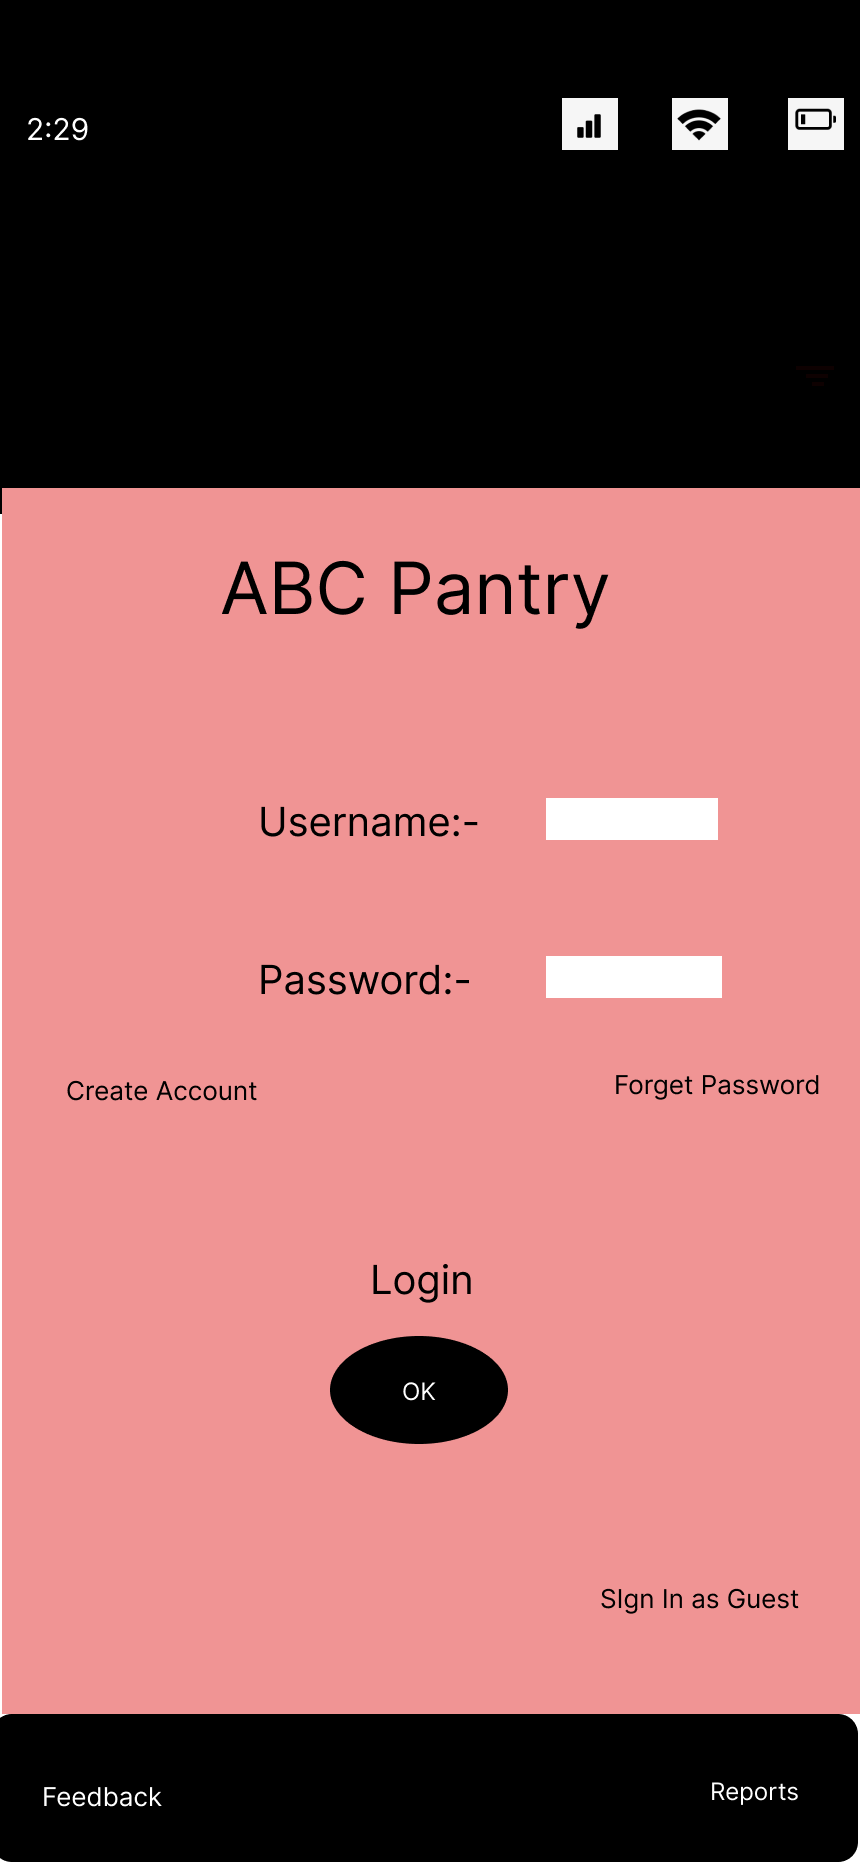 2:29
ABC Pantry
Username:-
Password:-
Create Account
Forget Password
Login
OK
SIgn In as Guest
Feedback
Reports